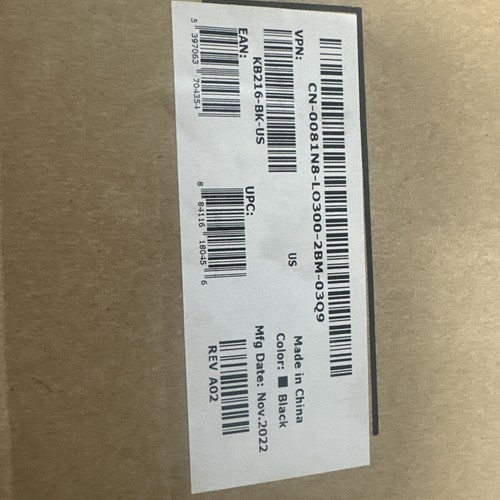 CN-0081N8-LO300-2BM-03Q9
VPN:
KB216-BK-US
US
Made in China
Color: Black
Mfg Date: Nov.2022
EAN:
5 397063 704354
UPC:
8 84116 18045 6
REV A02